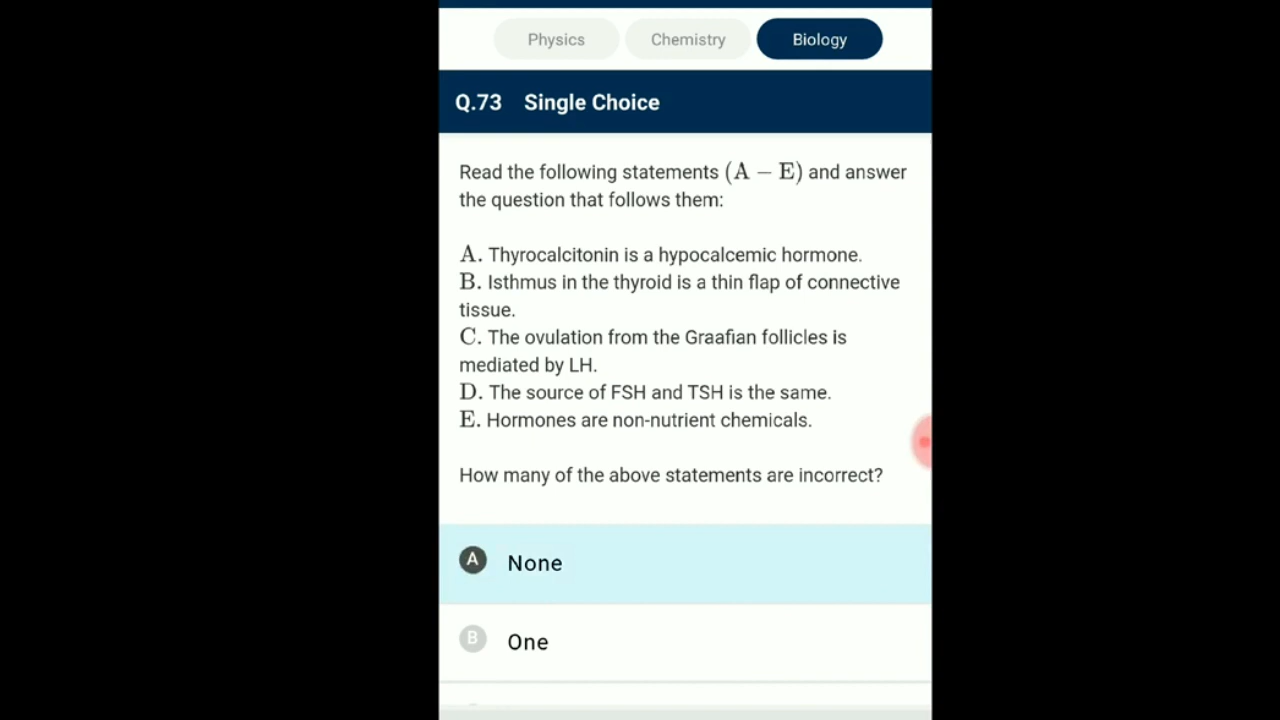 Physics Chemistry Biology
Q.73 Single Choice
Read the following statements (A − E) and answer
the question that follows them:
A. Thyrocalcitonin is a hypocalcemic hormone.
B. Isthmus in the thyroid is a thin flap of connective
tissue.
C. The ovulation from the Graafian follicles is
mediated by LH.
D. The source of FSH and TSH is the same.
E. Hormones are non-nutrient chemicals.
How many of the above statements are incorrect?
A None
B One